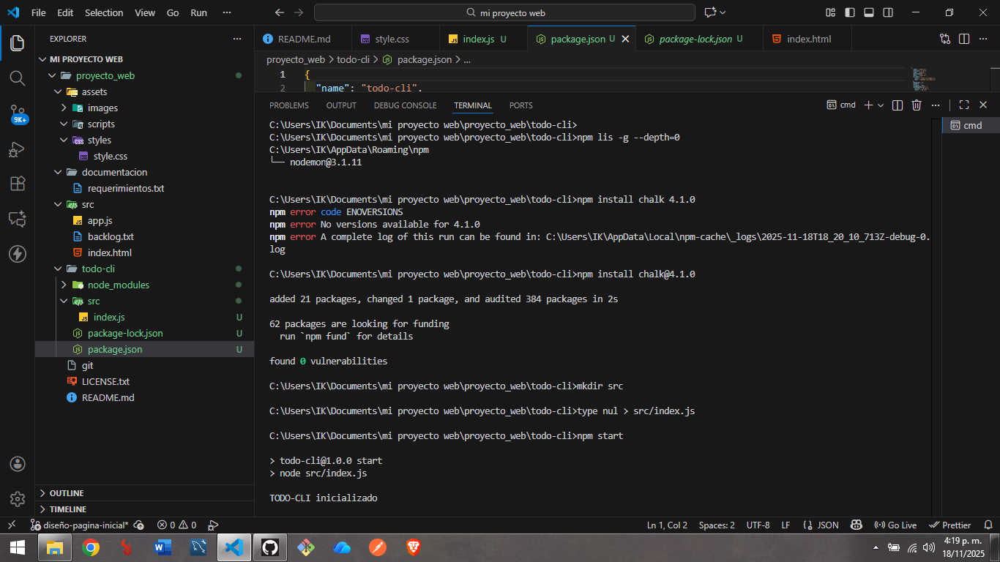 File Edit Selection View Go Run ···
mi proyecto web
EXPLORER ···
MI PROYECTO WEB
proyecto_web
assets
images
scripts
styles
style.css
documentacion
requerimientos.txt
src
app.js
backlog.txt
index.html
todo-cli
node_modules
src
index.js U
package-lock.json U
package.json U
git
LICENSE.txt
README.md
OUTLINE
TIMELINE
9K+
README.md style.css index.js U package.json U package-lock.json U index.html
proyecto_web > todo-cli > package.json > ...
1 {
2 "name": "todo-cli",
PROBLEMS OUTPUT DEBUG CONSOLE TERMINAL PORTS
cmd
cmd
C:\Users\IK\Documents\mi proyecto web\proyecto_web\todo-cli>
C:\Users\IK\Documents\mi proyecto web\proyecto_web\todo-cli>npm lis -g --depth=0
C:\Users\IK\AppData\Roaming\npm
└── nodemon@3.1.11
C:\Users\IK\Documents\mi proyecto web\proyecto_web\todo-cli>npm install chalk 4.1.0
npm error code ENOVERSIONS
npm error No versions available for 4.1.0
npm error A complete log of this run can be found in: C:\Users\IK\AppData\Local\npm-cache\_logs\2025-11-18T18_20_10_713Z-debug-0.
log
C:\Users\IK\Documents\mi proyecto web\proyecto_web\todo-cli>npm install chalk@4.1.0
added 21 packages, changed 1 package, and audited 384 packages in 2s
62 packages are looking for funding
run `npm fund` for details
found 0 vulnerabilities
C:\Users\IK\Documents\mi proyecto web\proyecto_web\todo-cli>mkdir src
C:\Users\IK\Documents\mi proyecto web\proyecto_web\todo-cli>type nul > src/index.js
C:\Users\IK\Documents\mi proyecto web\proyecto_web\todo-cli>npm start
> todo-cli@1.0.0 start
> node src/index.js
TODO-CLI inicializado
diseño-pagina-inicial* 0 0 Ln 1, Col 2 Spaces: 2 UTF-8 LF {} JSON Go Live Prettier
4:19 p. m.
18/11/2025